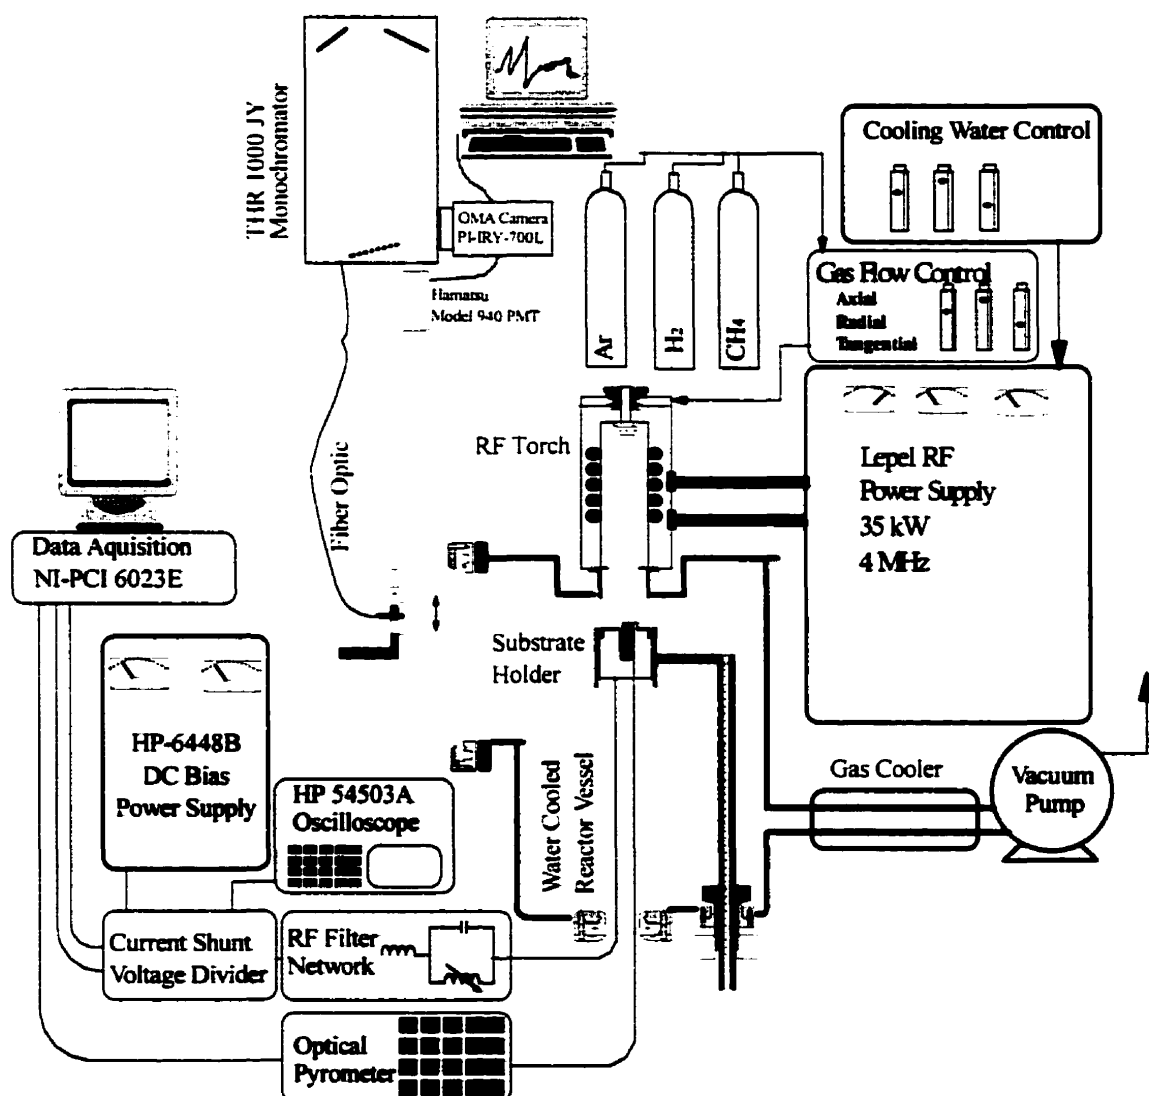 THR 1000 JY
Monochromator
OMA Camera
PI-IRY-700L
Hamatsu
Model 940 PMT
Ar
H₂
CH₄
Cooling Water Control
Gas Flow Control
Axial
Radial
Tangential
RF Torch
Lepel RF
Power Supply
35 kW
4 MHz
Fiber Optic
Data Aquisition
NI-PCI 6023E
Substrate
Holder
HP-6448B
DC Bias
Power Supply
HP 54503A
Oscilloscope
Water Cooled
Reactor Vessel
Gas Cooler
Vacuum
Pump
Current Shunt
Voltage Divider
RF Filter
Network
Optical
Pyrometer